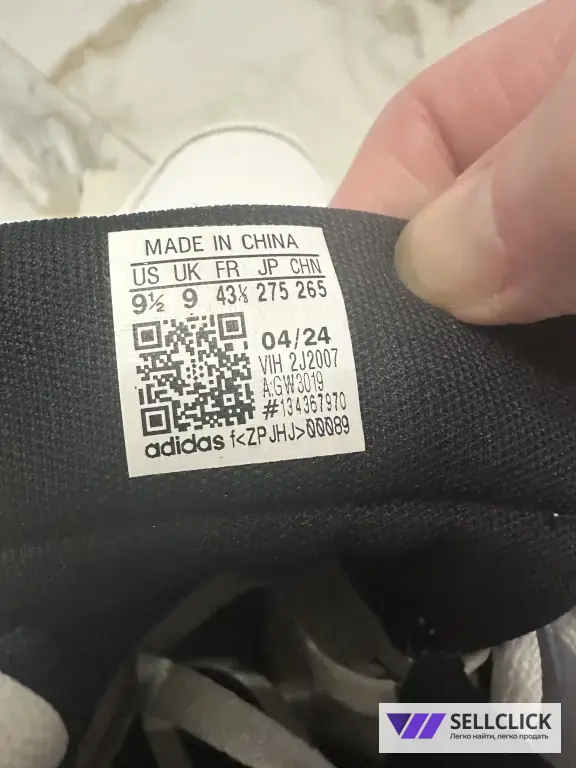 MADE IN CHINA
US UK FR JP CHN
9½ 9 43⅓ 275 265
04/24
VIH 2J2007
A:GW3019
#134367970
adidas f<ZPJHJ>00089
SELLCLICK
Легко найти, легко продать